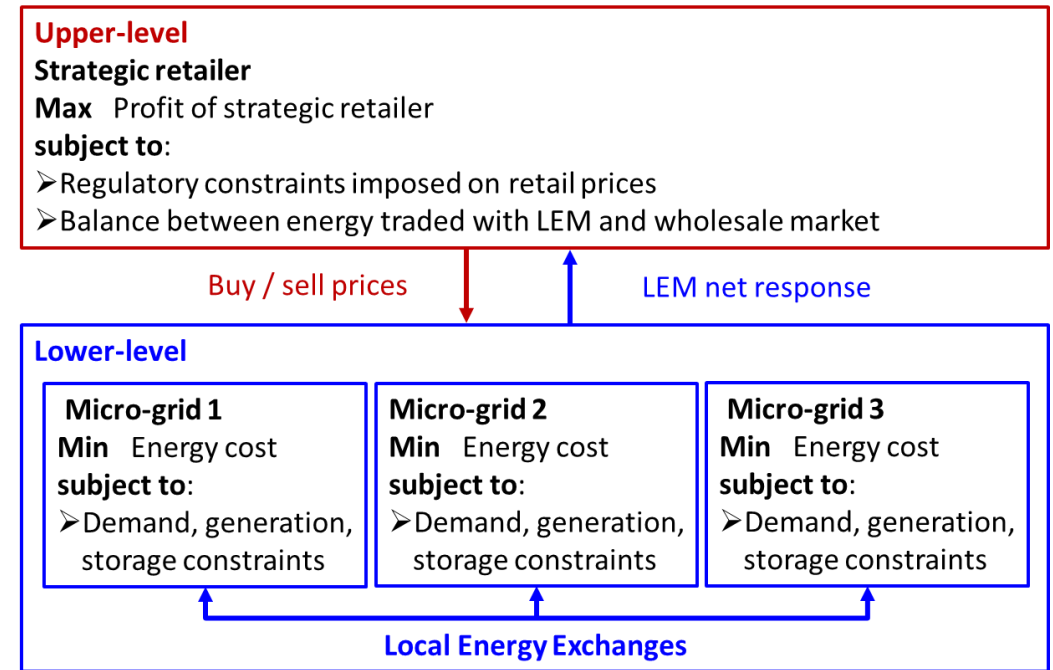 Upper-level
Strategic retailer
Max Profit of strategic retailer
subject to:
➢Regulatory constraints imposed on retail prices
➢Balance between energy traded with LEM and wholesale market
Buy / sell prices
LEM net response
Lower-level
Micro-grid 1
Min Energy cost
subject to:
➢Demand, generation,
storage constraints
Micro-grid 2
Min Energy cost
subject to:
➢Demand, generation,
storage constraints
Micro-grid 3
Min Energy cost
subject to:
➢Demand, generation,
storage constraints
Local Energy Exchanges